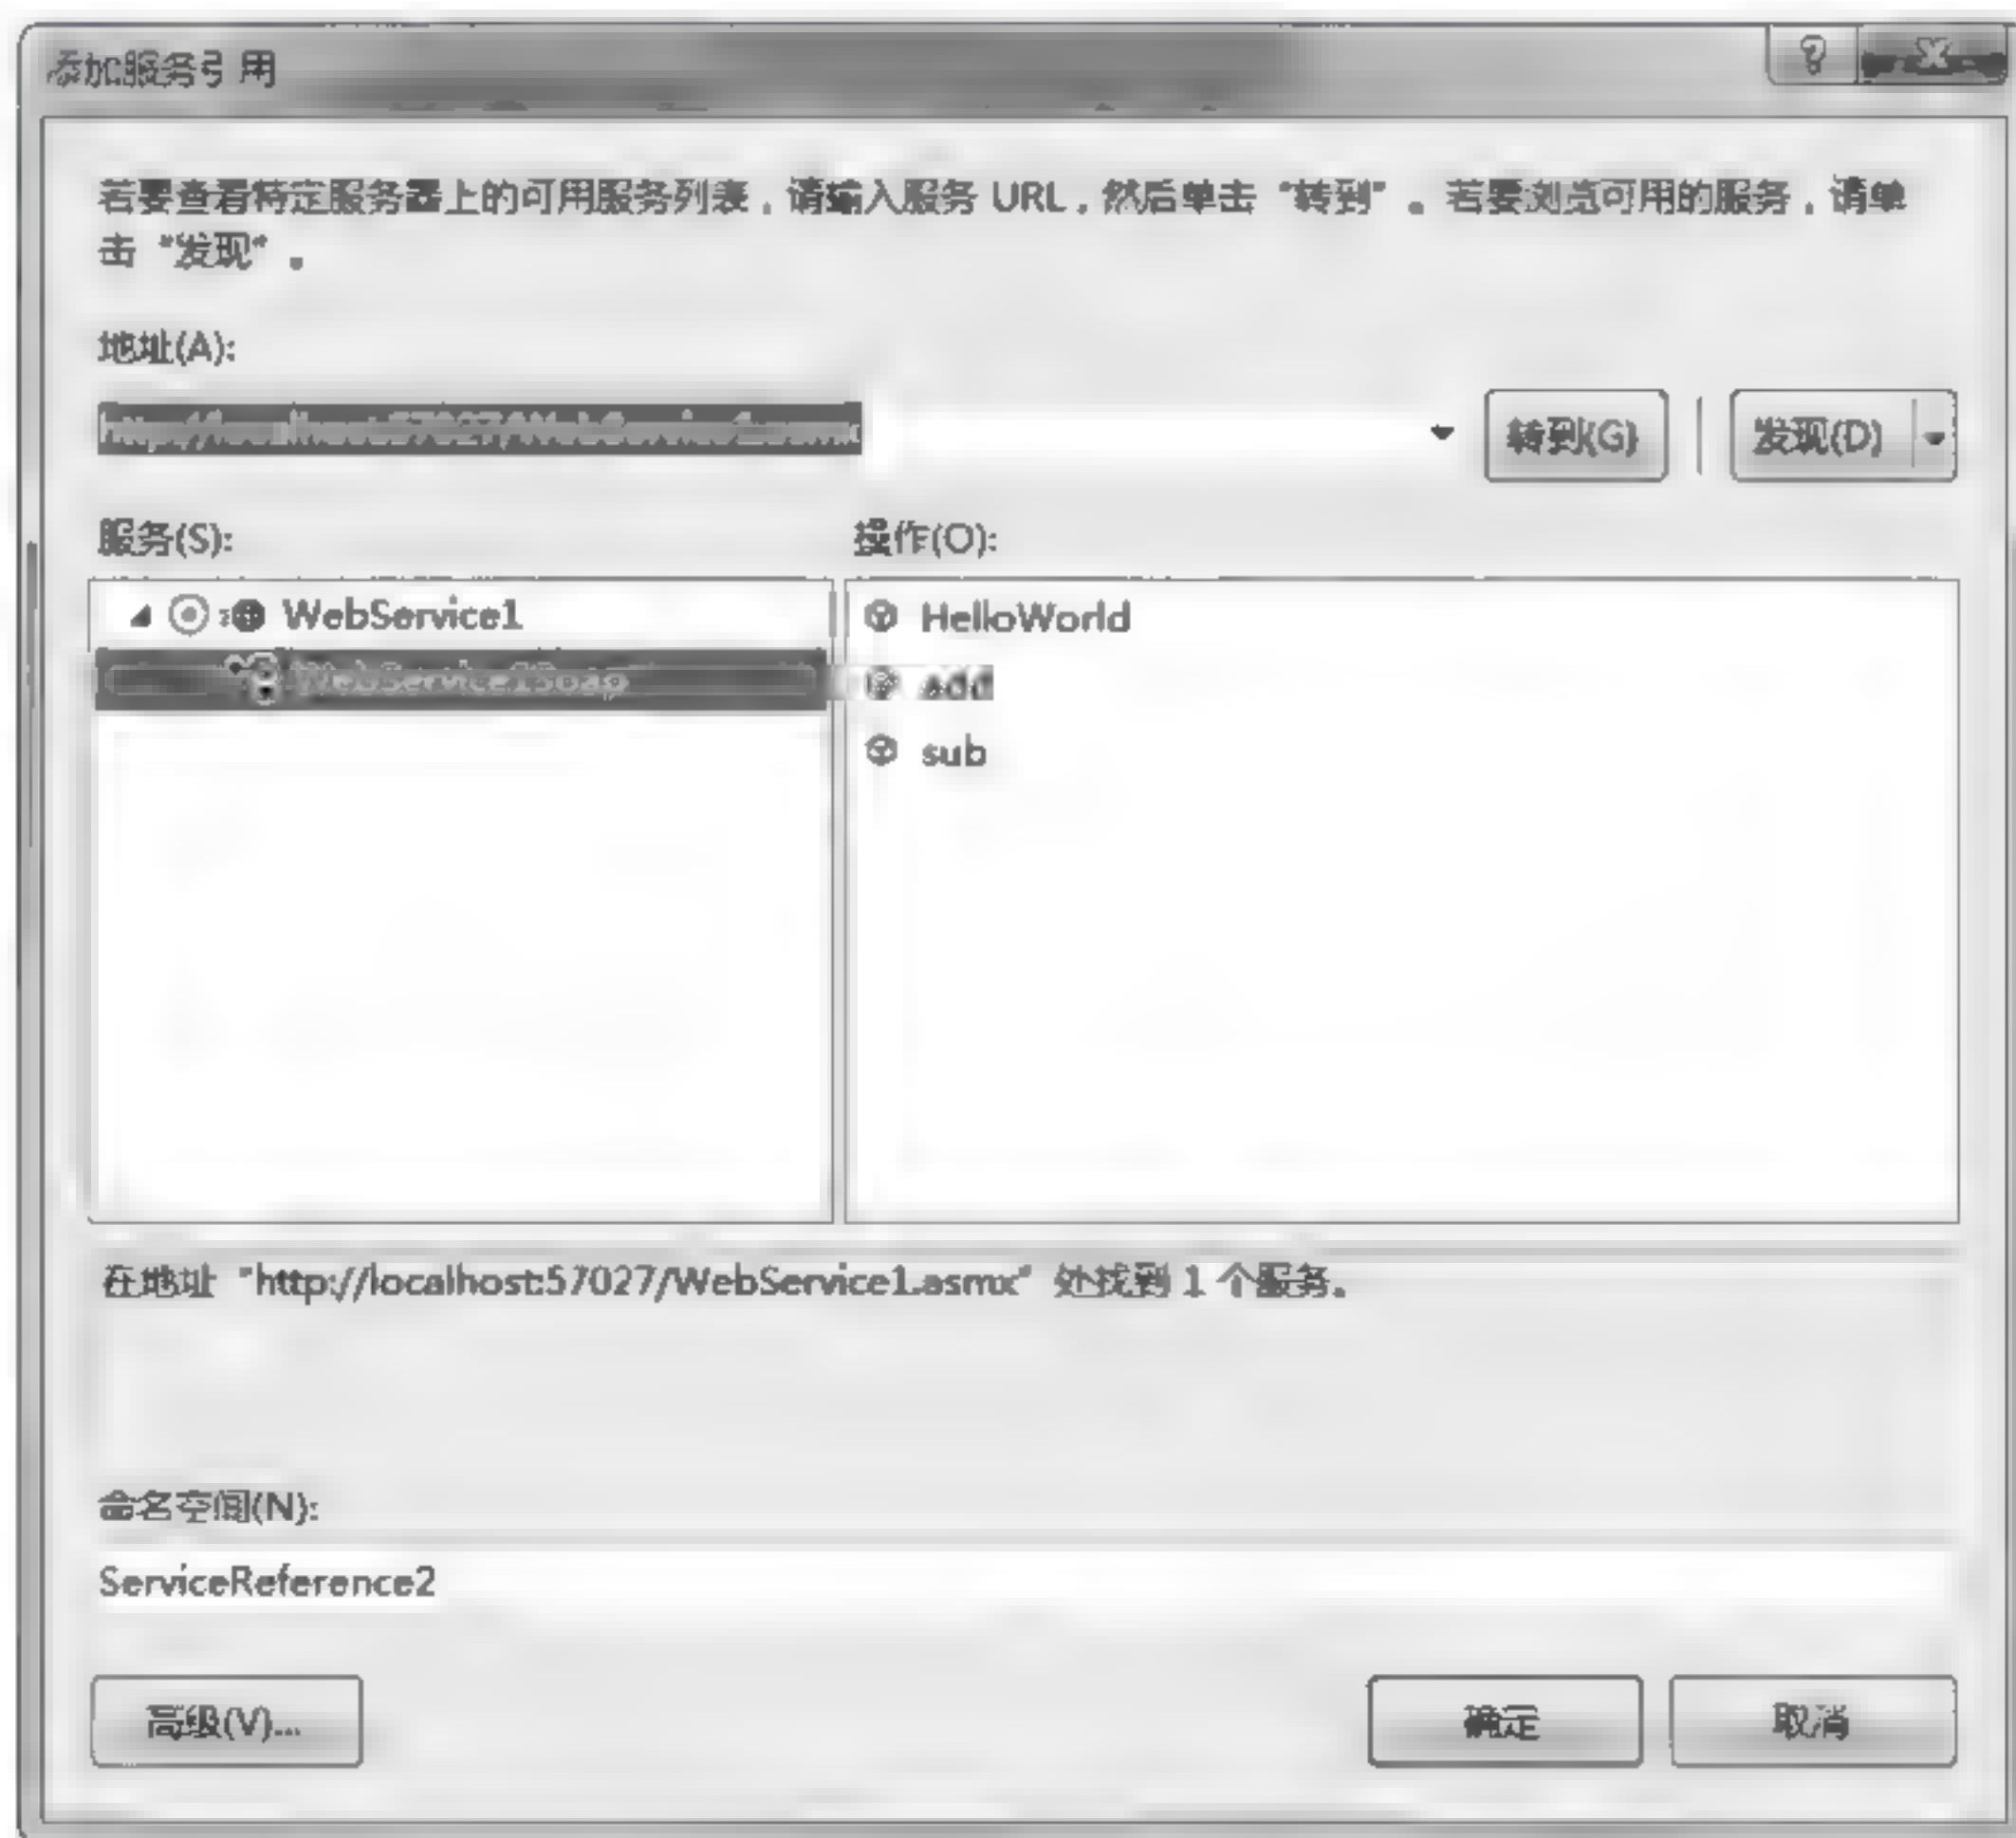 添加服务引用
若要查看特定服务器上的可用服务列表，请输入服务 URL，然后单击“转到”。若要浏览可用的服务，请单
击“发现”。
地址(A):
转到(G)
发现(D)
服务(S):
操作(O):
WebService1
HelloWorld
WebService1Soap
add
sub
在地址“http://localhost:57027/WebService1.asmx”处找到 1 个服务。
命名空间(N):
ServiceReference2
高级(V)...
确定
取消